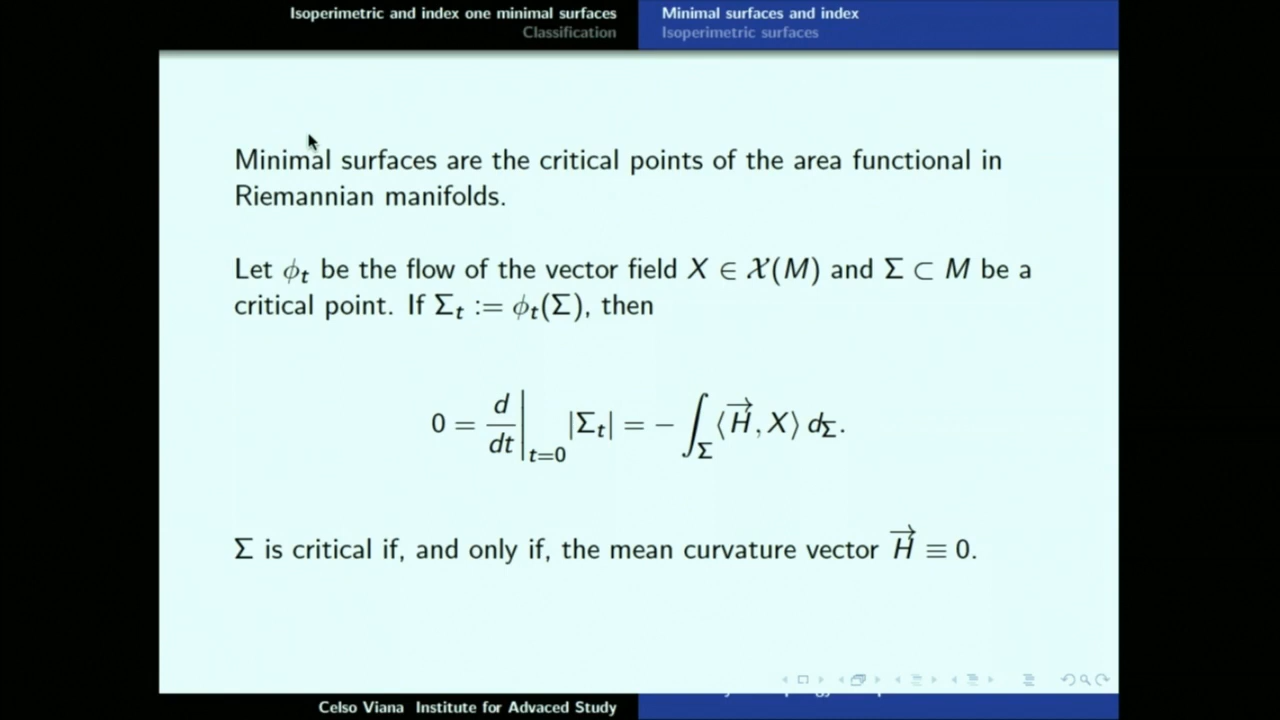 Isoperimetric and index one minimal surfaces
Classification
Minimal surfaces and index
Isoperimetric surfaces
Minimal surfaces are the critical points of the area functional in
Riemannian manifolds.
Let ϕ_t be the flow of the vector field X ∈ 𝒳(M) and Σ ⊂ M be a
critical point. If Σ_t := ϕ_t(Σ), then
0 = d/dt|_{t=0} |Σ_t| = − ∫_Σ ⟨H⃗, X⟩ d_Σ.
Σ is critical if, and only if, the mean curvature vector H⃗ ≡ 0.
Celso Viana Institute for Advaced Study